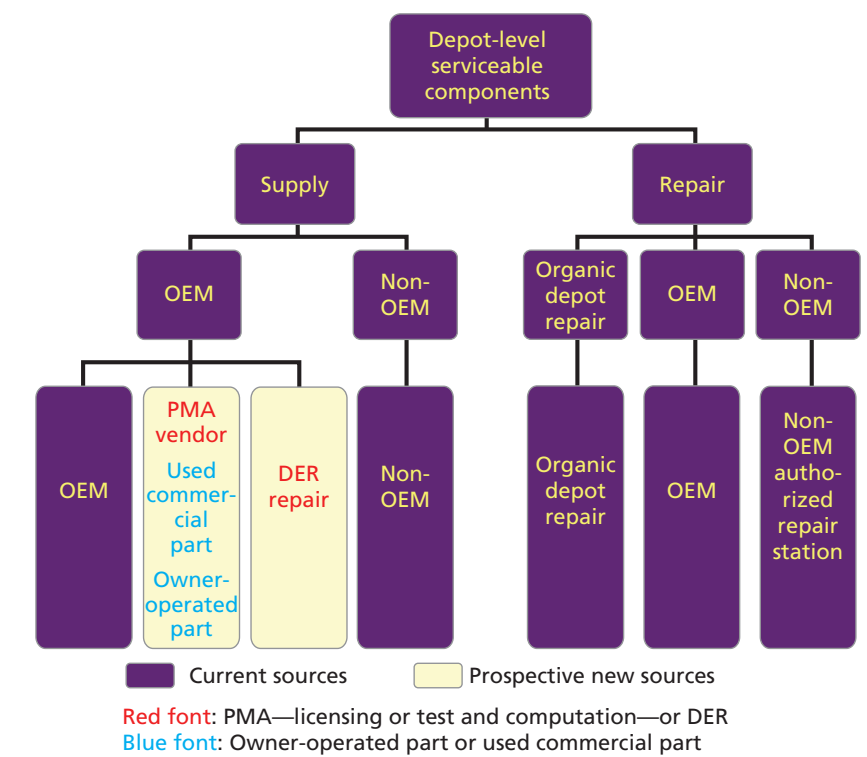 Depot-level
serviceable
components
Supply
Repair
OEM
Non-
OEM
Organic
depot
repair
OEM
Non-
OEM
OEM
PMA
vendor
Used
commer-
cial
part
Owner-
operated
part
DER
repair
Non-
OEM
Organic
depot
repair
OEM
Non-
OEM
autho-
rized
repair
station
Current sources
Prospective new sources
Red font: PMA—licensing or test and computation—or DER
Blue font: Owner-operated part or used commercial part